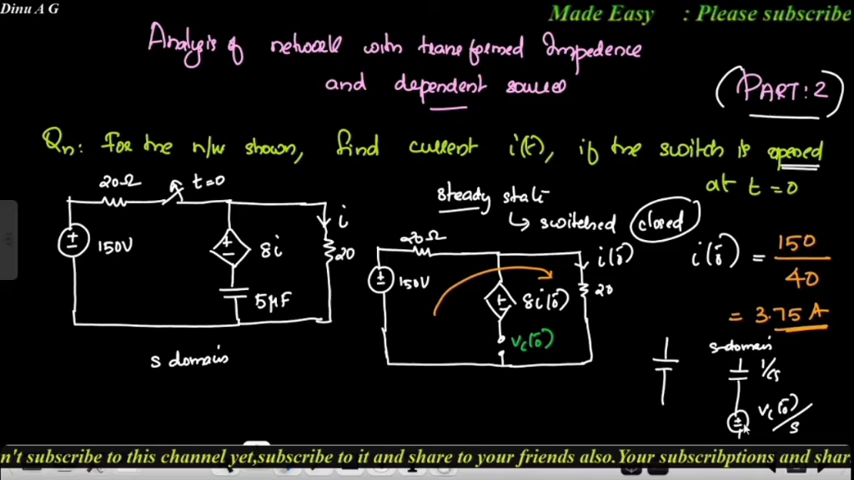 Dinu A G
Made Easy : Please subscribe
Analysis of network with transformed Impedence
and dependent source
(PART:2)
Qn: For the n/w shown, find current i(t), if the switch is opened
at t=0
20Ω t=0
150V
8i
5μF
i
20
s domain
steady state
↳ switched closed
20Ω
150V
8i(0⁻)
Vc(0⁻)
i(0⁻)
20
i(0⁻) = 150
40
= 3.75 A
s-domain
1/Cs
Vc(0⁻)
s
n't subscribe to this channel yet,subscribe to it and share to your friends also.Your subscribptions and shar